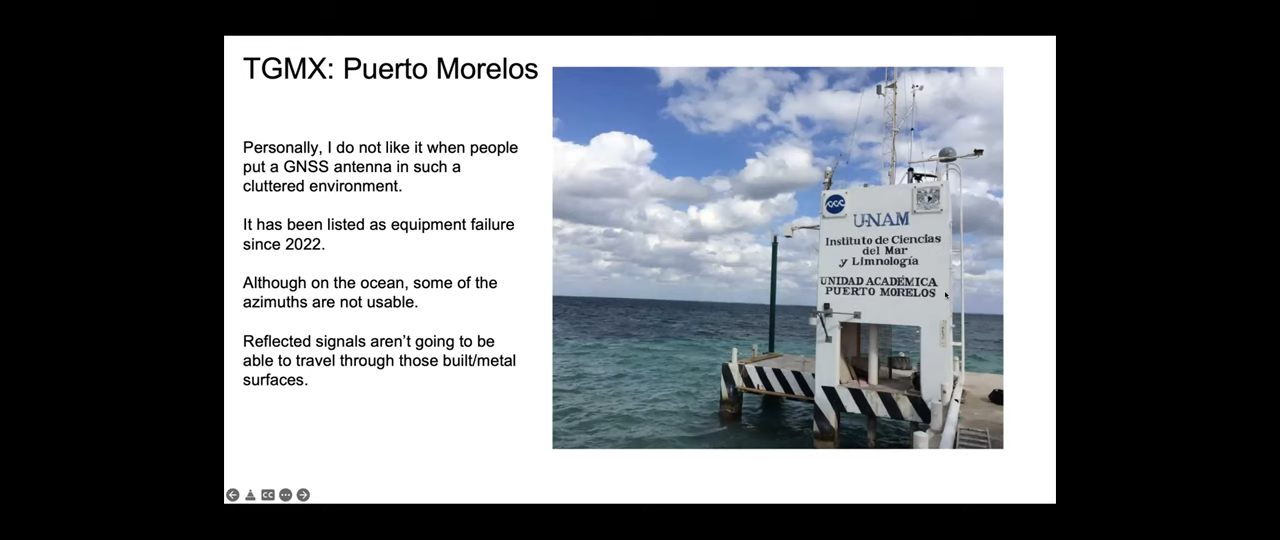 TGMX: Puerto Morelos
Personally, I do not like it when people
put a GNSS antenna in such a
cluttered environment.
It has been listed as equipment failure
since 2022.
Although on the ocean, some of the
azimuths are not usable.
Reflected signals aren't going to be
able to travel through those built/metal
surfaces.
UNAM
Instituto de Ciencias
del Mar
y Limnología
UNIDAD ACADÉMICA
PUERTO MORELOS
CC